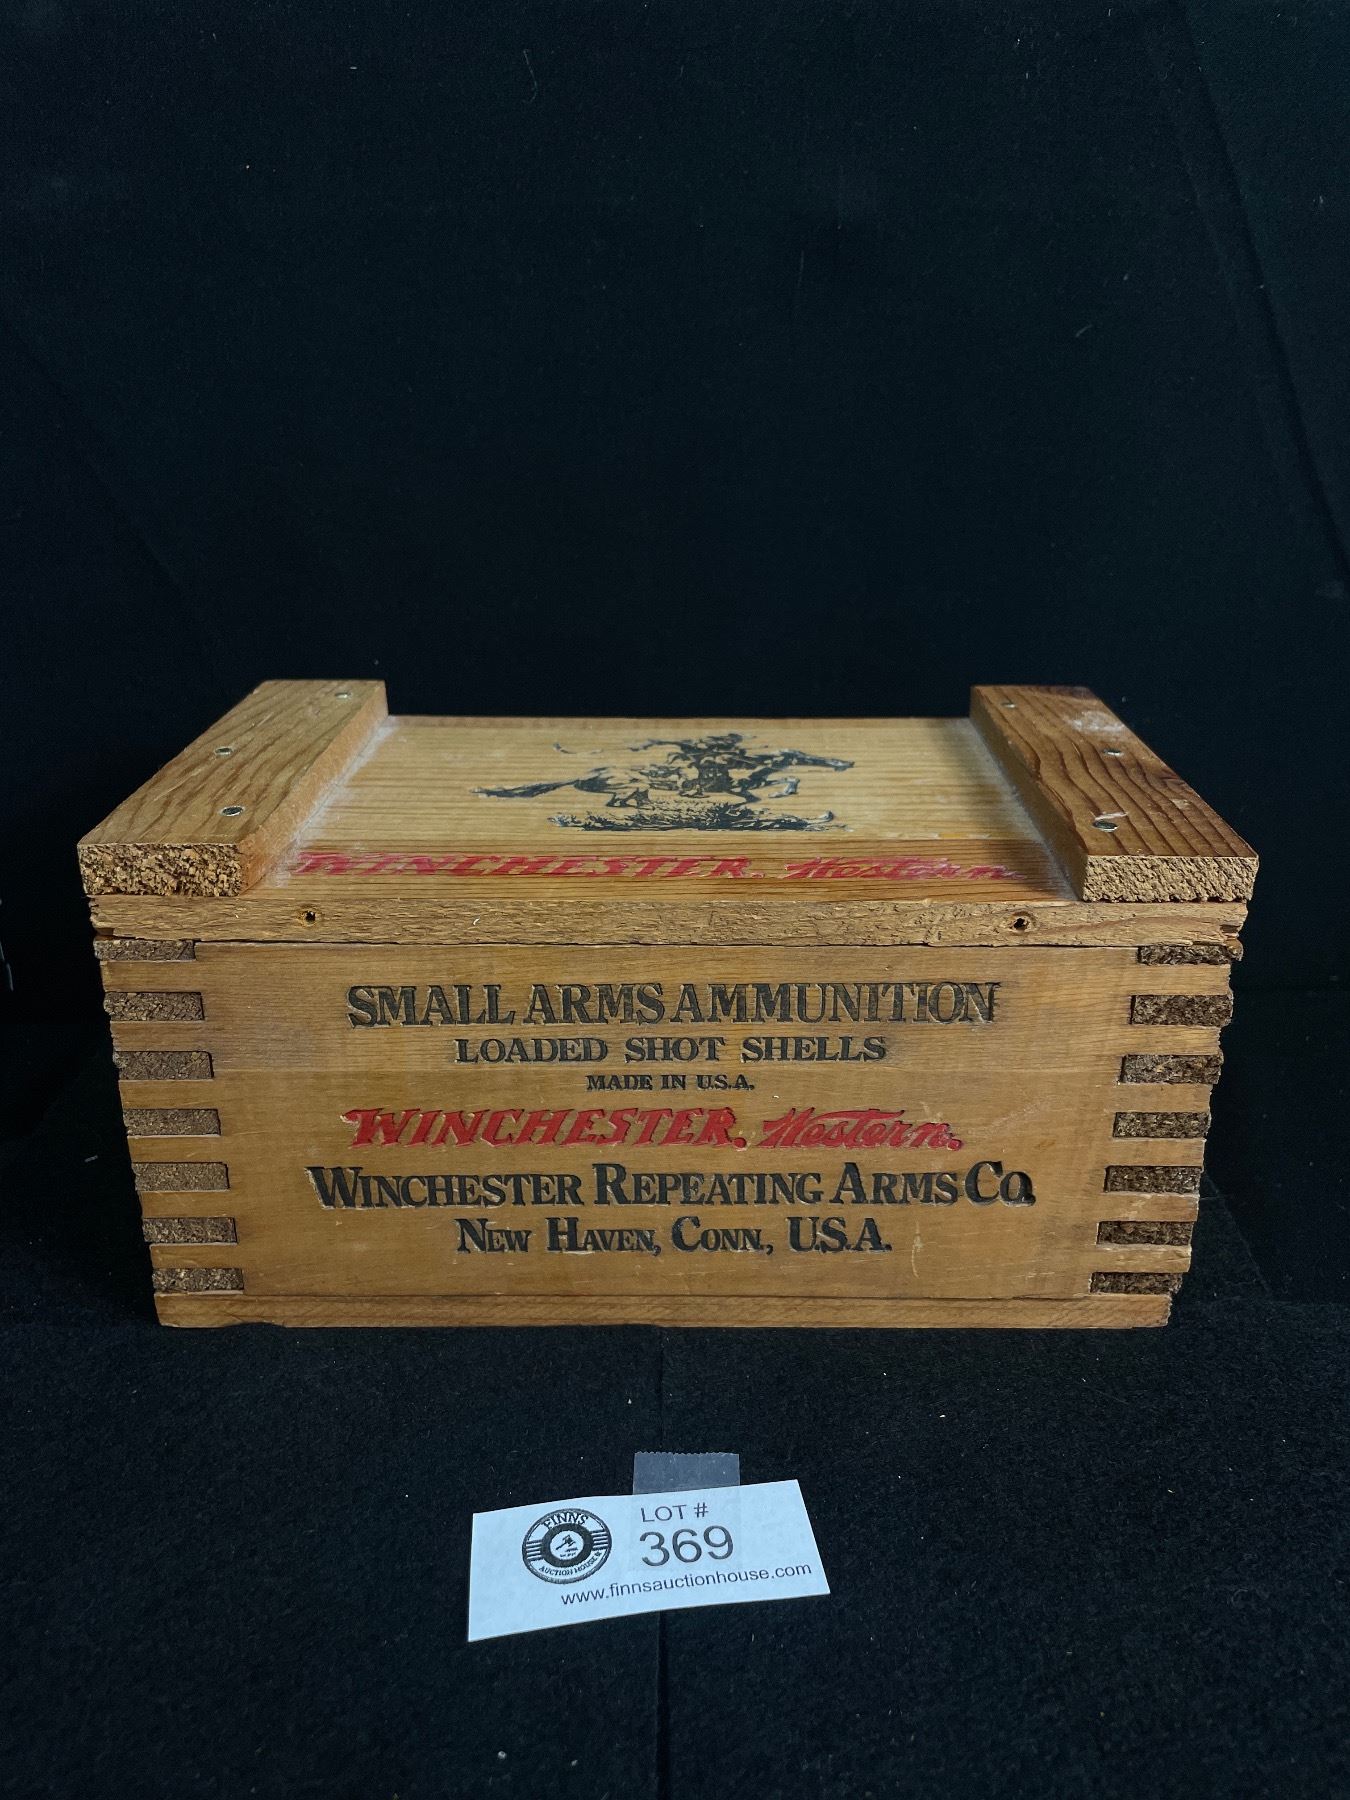 WINCHESTER. Western.
SMALL ARMS AMMUNITION
LOADED SHOT SHELLS
MADE IN U.S.A.
WINCHESTER. Western.
WINCHESTER REPEATING ARMS CO.
NEW HAVEN, CONN., U.S.A.
FINNS
AUCTION HOUSE
LOT #
369
www.finnsauctionhouse.com